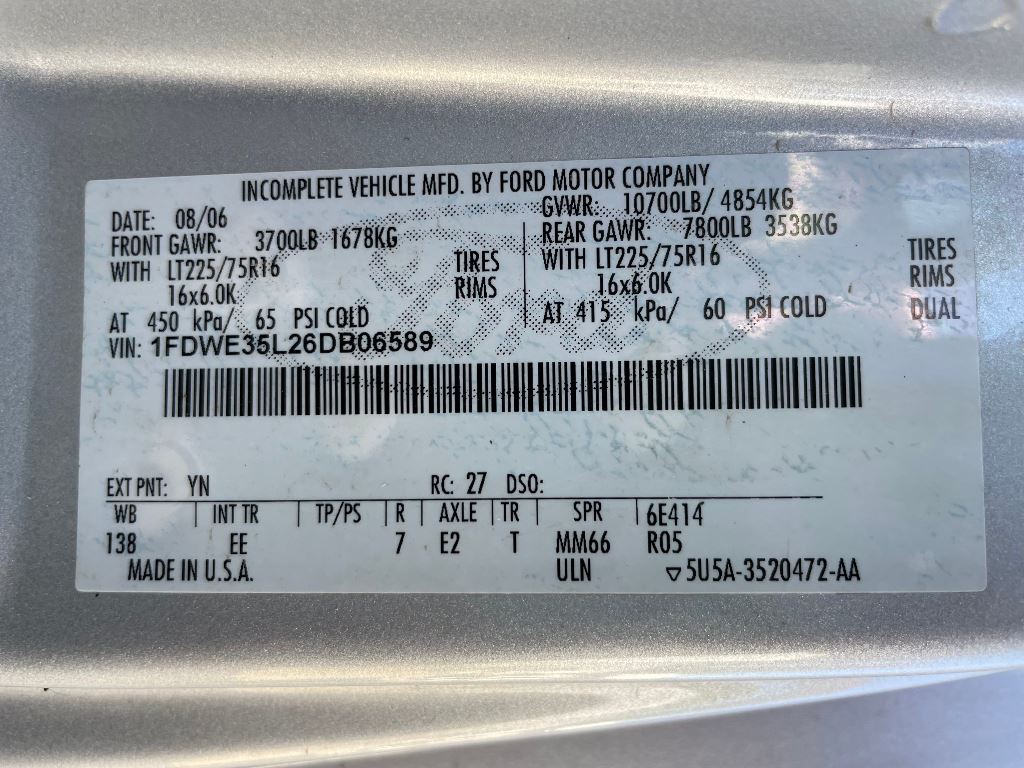 INCOMPLETE VEHICLE MFD. BY FORD MOTOR COMPANY
DATE: 08/06 GVWR: 10700LB/ 4854KG
FRONT GAWR: 3700LB 1678KG REAR GAWR: 7800LB 3538KG
WITH LT225/75R16 TIRES WITH LT225/75R16 TIRES
16x6.0K RIMS 16x6.0K RIMS
AT 450 kPa/ 65 PSI COLD AT 415 kPa/ 60 PSI COLD DUAL
VIN: 1FDWE35L26DB06589
EXT PNT: YN RC: 27 DSO:
WB INT TR TP/PS R AXLE TR SPR 6E414
138 EE 7 E2 T MM66 R05
MADE IN U.S.A. ULN ▽5U5A-3520472-AA